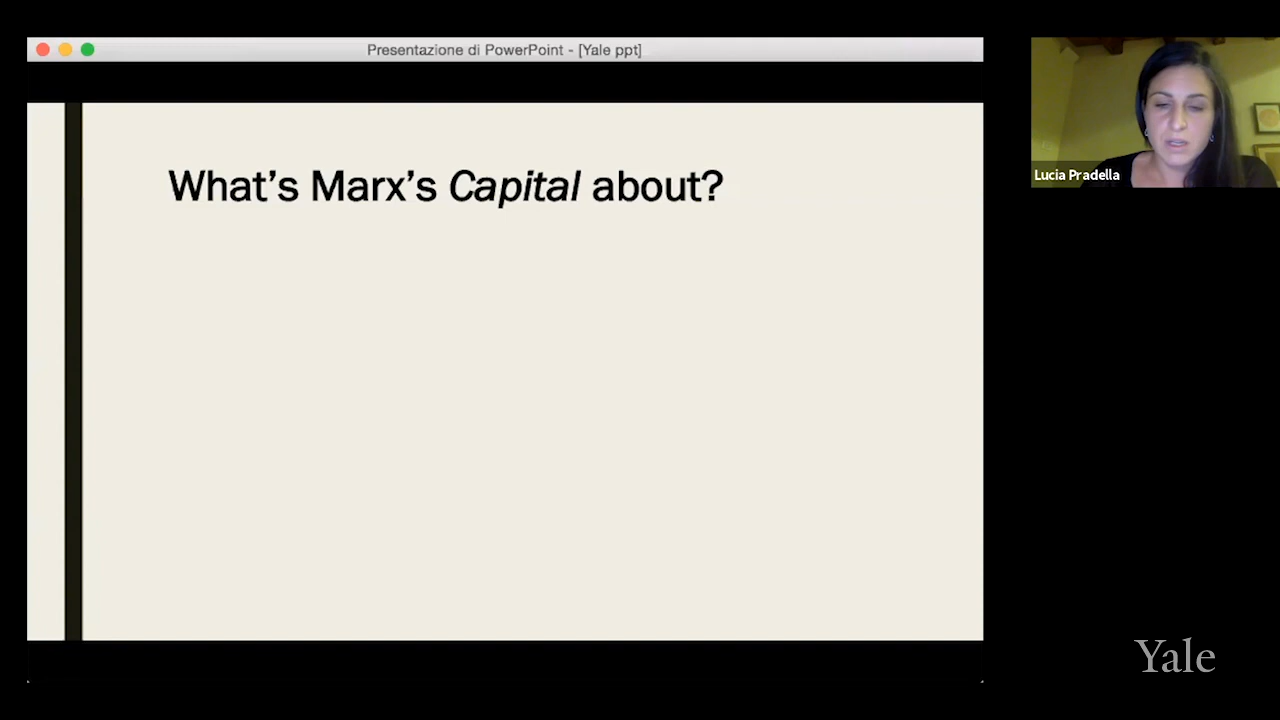 Presentazione di PowerPoint - [Yale ppt]
What's Marx's Capital about?
Lucia Pradella
Yale